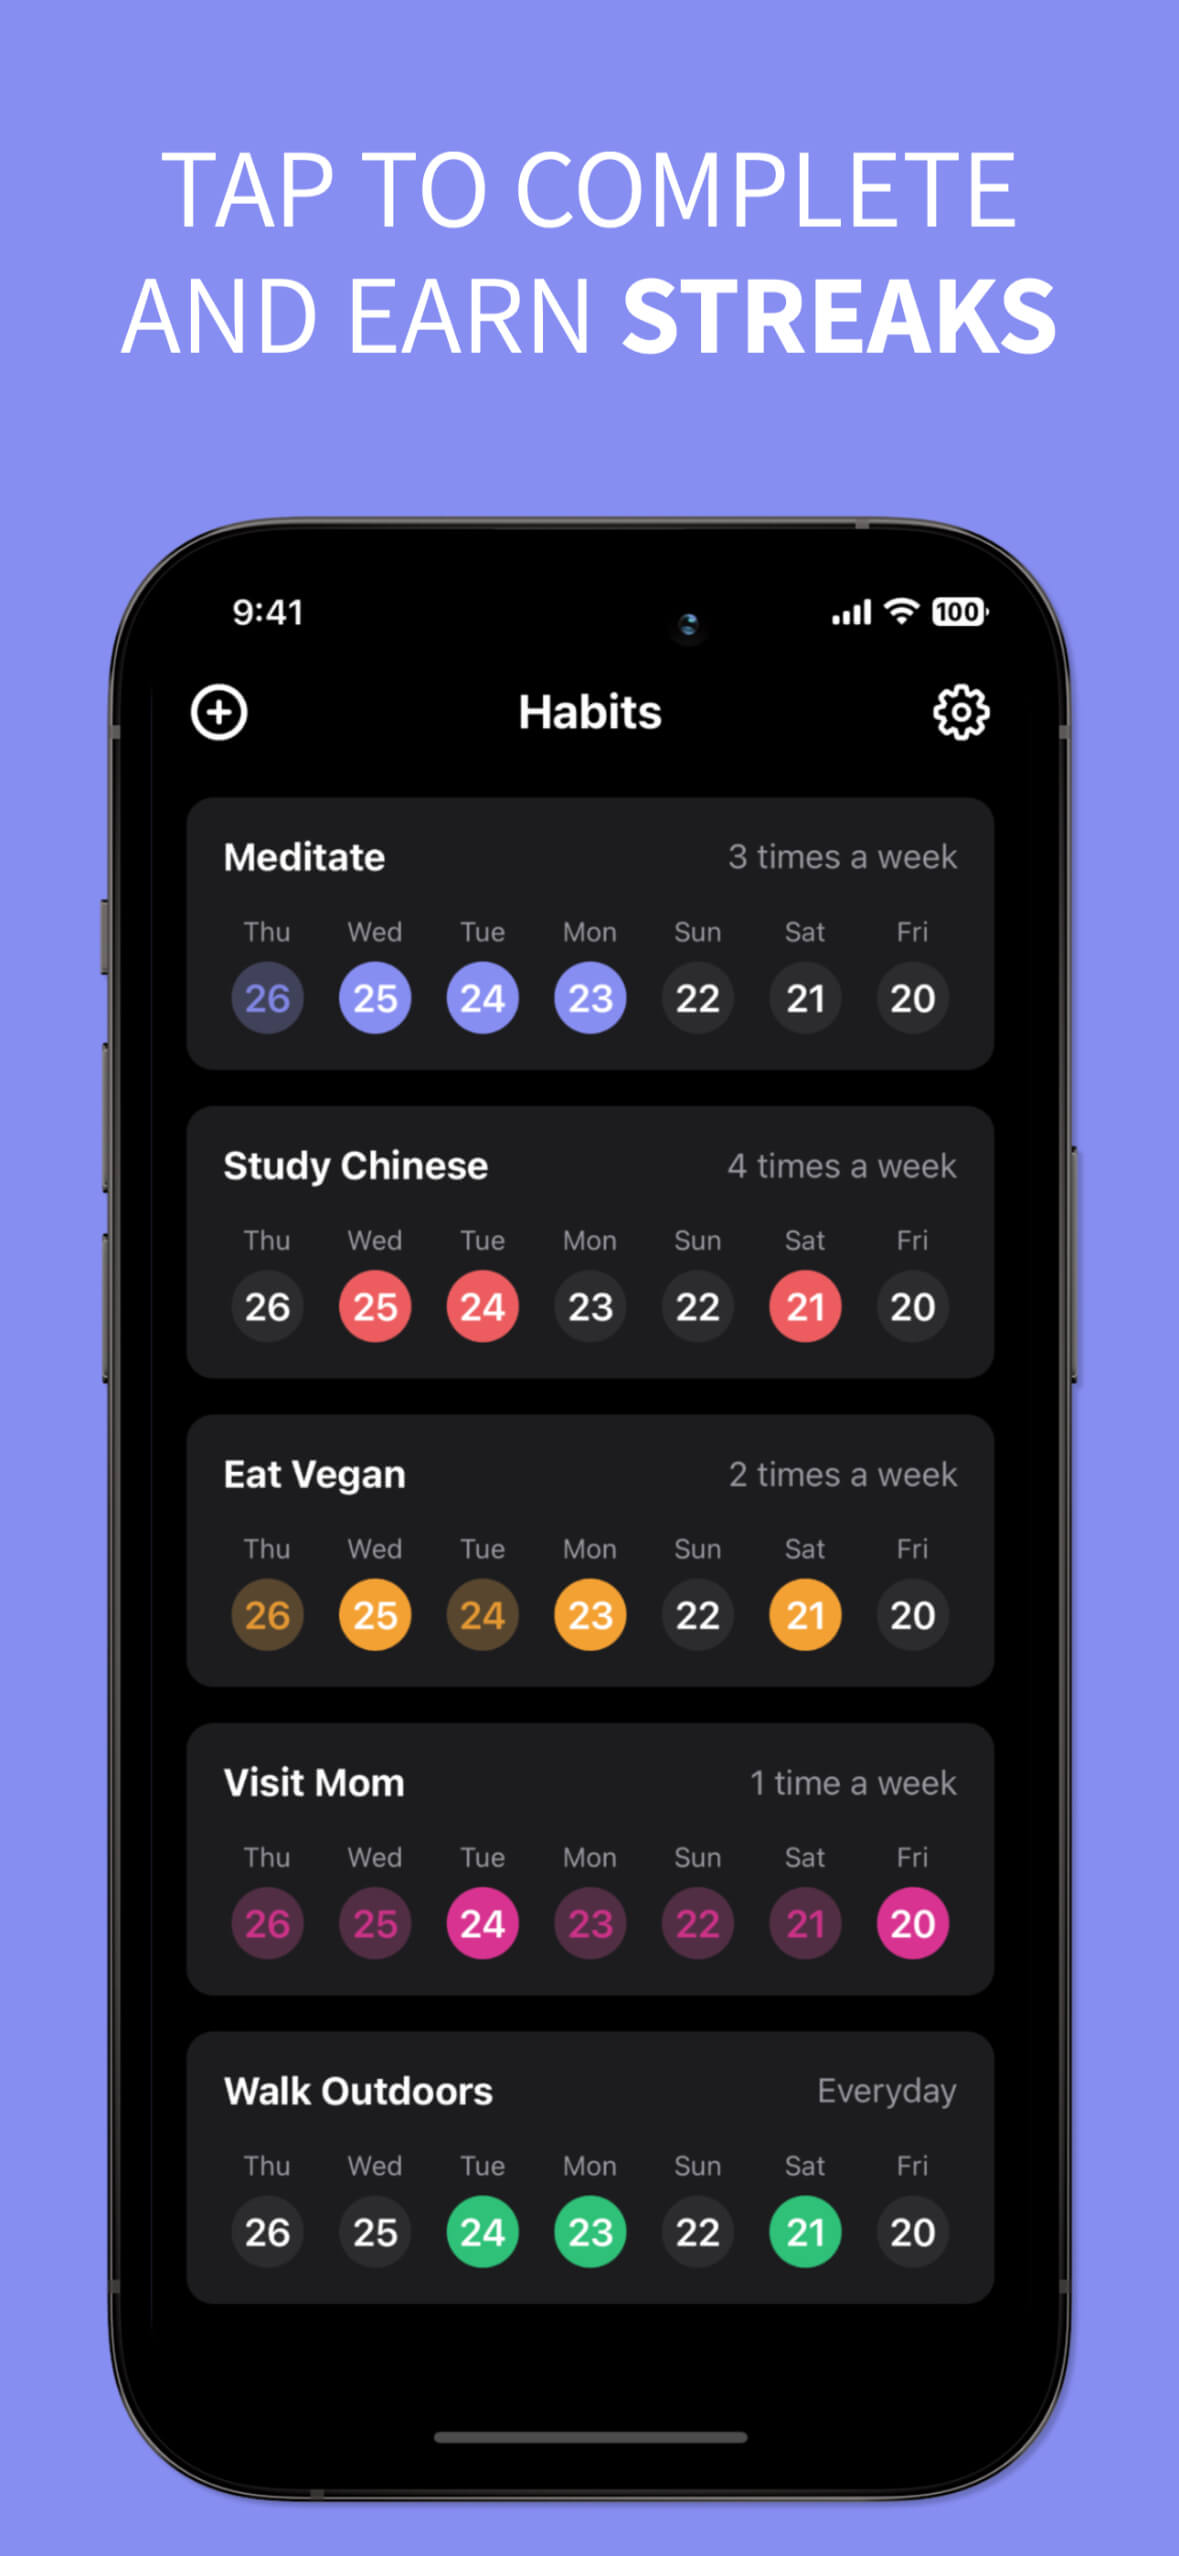 TAP TO COMPLETE
AND EARN STREAKS
9:41 100
Habits
Meditate 3 times a week
Thu Wed Tue Mon Sun Sat Fri
26 25 24 23 22 21 20
Study Chinese 4 times a week
Thu Wed Tue Mon Sun Sat Fri
26 25 24 23 22 21 20
Eat Vegan 2 times a week
Thu Wed Tue Mon Sun Sat Fri
26 25 24 23 22 21 20
Visit Mom 1 time a week
Thu Wed Tue Mon Sun Sat Fri
26 25 24 23 22 21 20
Walk Outdoors Everyday
Thu Wed Tue Mon Sun Sat Fri
26 25 24 23 22 21 20